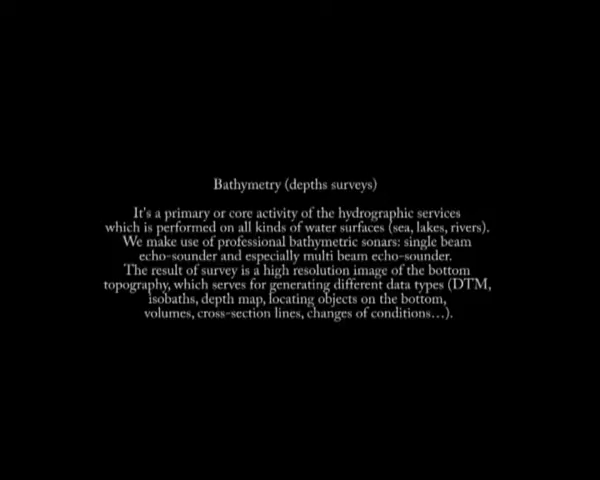 Bathymetry (depths surveys)
It's a primary or core activity of the hydrographic services
which is performed on all kinds of water surfaces (sea, lakes, rivers).
We make use of professional bathymetric sonars: single beam
echo-sounder and especially multi beam echo-sounder.
The result of survey is a high resolution image of the bottom
topography, which serves for generating different data types (DTM,
isobaths, depth map, locating objects on the bottom,
volumes, cross-section lines, changes of conditions...).